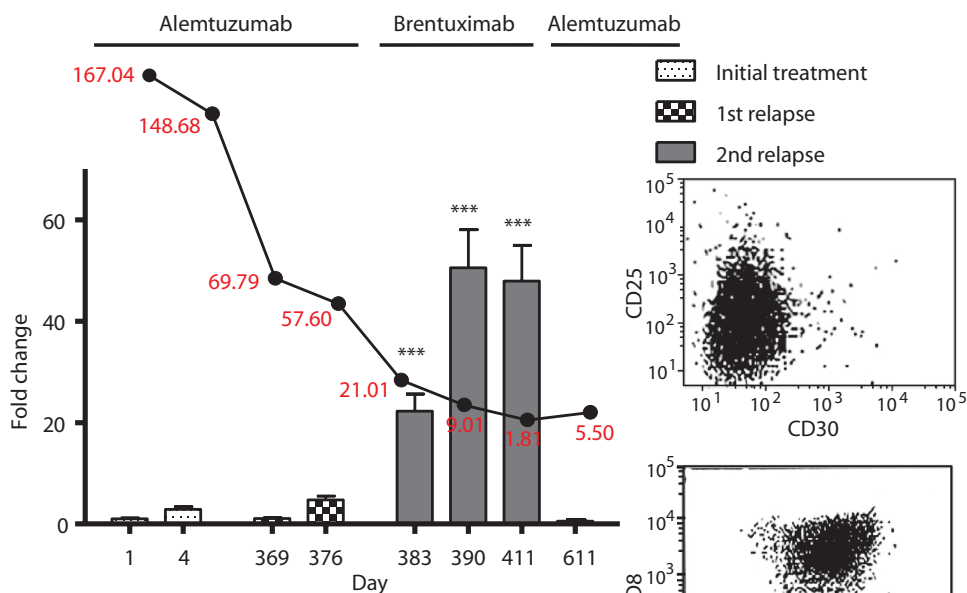 Alemtuzumab Brentuximab Alemtuzumab
167.04
148.68
69.79
57.60
21.01
9.01
1.81
5.50
***
***
***
Fold change
60
40
20
0
1 4 369 376 383 390 411 611
Day
Initial treatment
1st relapse
2nd relapse
CD25
10^5
10^4
10^3
10^2
10^1
10^1 10^2 10^3 10^4 10^5
CD30
10^5
10^4
10^3